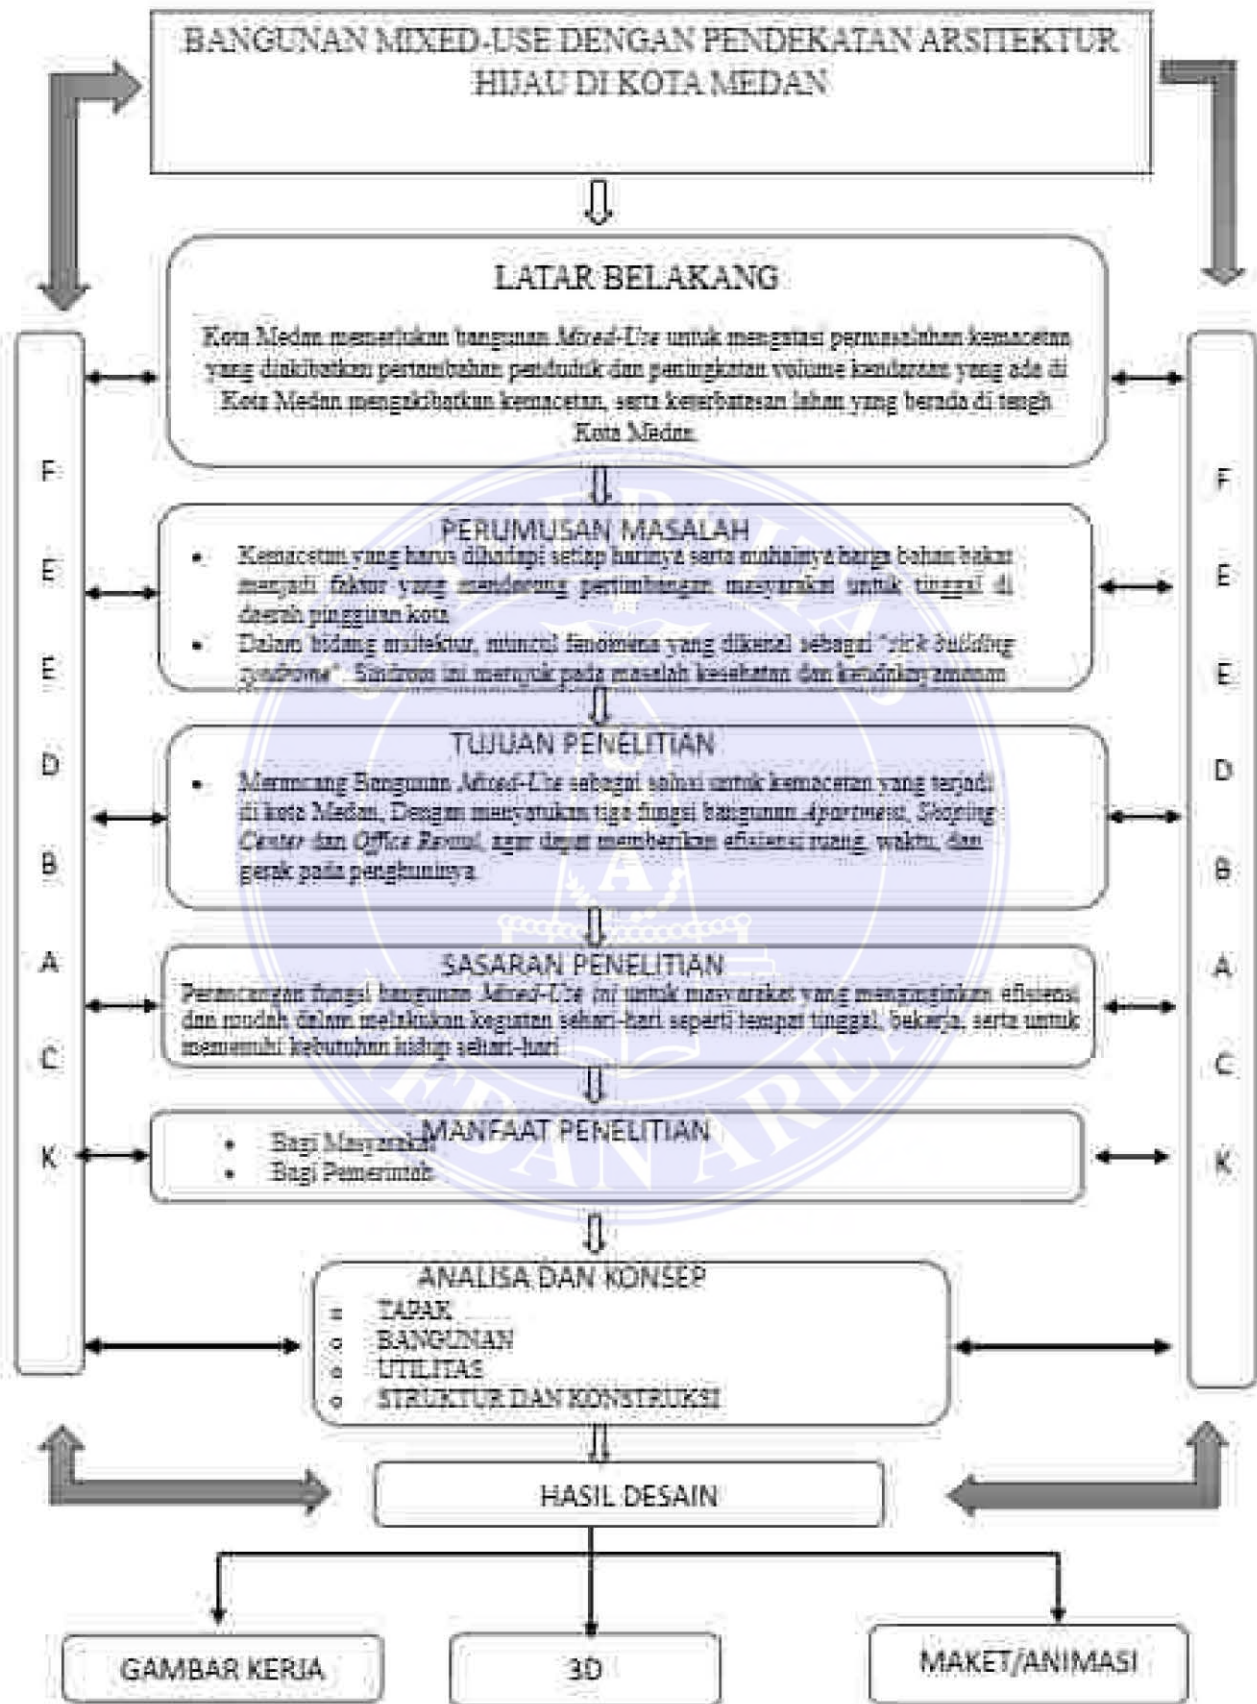 BANGUNAN MIXED-USE DENGAN PENDEKATAN ARSITEKTUR
HIJAU DI KOTA MEDAN
LATAR BELAKANG
Kota Medan memerlukan bangunan Mixed-Use untuk mengatasi permasalahan kemacetan
yang diakibatkan pertambahan penduduk dan peningkatan volume kendaraan yang ada di
Kota Medan mengakibatkan kemacetan, serta keterbatasan lahan yang berada di tengh
Kota Medan.
PERUMUSAN MASALAH
• Kemacetan yang harus dihadapi setiap harinya serta mahalnya harga bahan bakar
menjadi faktor yang mendorong pertimbangan masyarakat untuk tinggal di
daerah pinggiran kota
• Dalam bidang arsitektur, muncul fenomena yang dikenal sebagai "sick building
syndrome". Sindrom ini merujuk pada masalah kesehatan dan ketidaknyamanan
TUJUAN PENELITIAN
• Merancang Bangunan Mixed-Use sebagai solusi untuk kemacetan yang terjadi
di kota Medan, Dengan menyatukan tiga fungsi bangunan Apartment, Shoping
Center dan Office Rental, agar dapat memberikan efisiensi ruang, waktu, dan
gerak pada penghuninya.
SASARAN PENELITIAN
Perancangan fungsi bangunan Mixed-Use ini untuk masyarakat yang menginginkan efisiensi
dan mudah dalam melakukan kegiatan sehari-hari seperti tempat tinggal, bekerja, serta untuk
memenuhi kebutuhan hidup sehari-hari
MANFAAT PENELITIAN
• Bagi Masyarakat
• Bagi Pemerintah
ANALISA DAN KONSEP
o TAPAK
o BANGUNAN
o UTILITAS
o STRUKTUR DAN KONSTRUKSI
HASIL DESAIN
GAMBAR KERJA
3D
MAKET/ANIMASI
F
E
E
D
B
A
C
K
F
E
E
D
B
A
C
K
UNIVERSITAS
MEDAN AREA